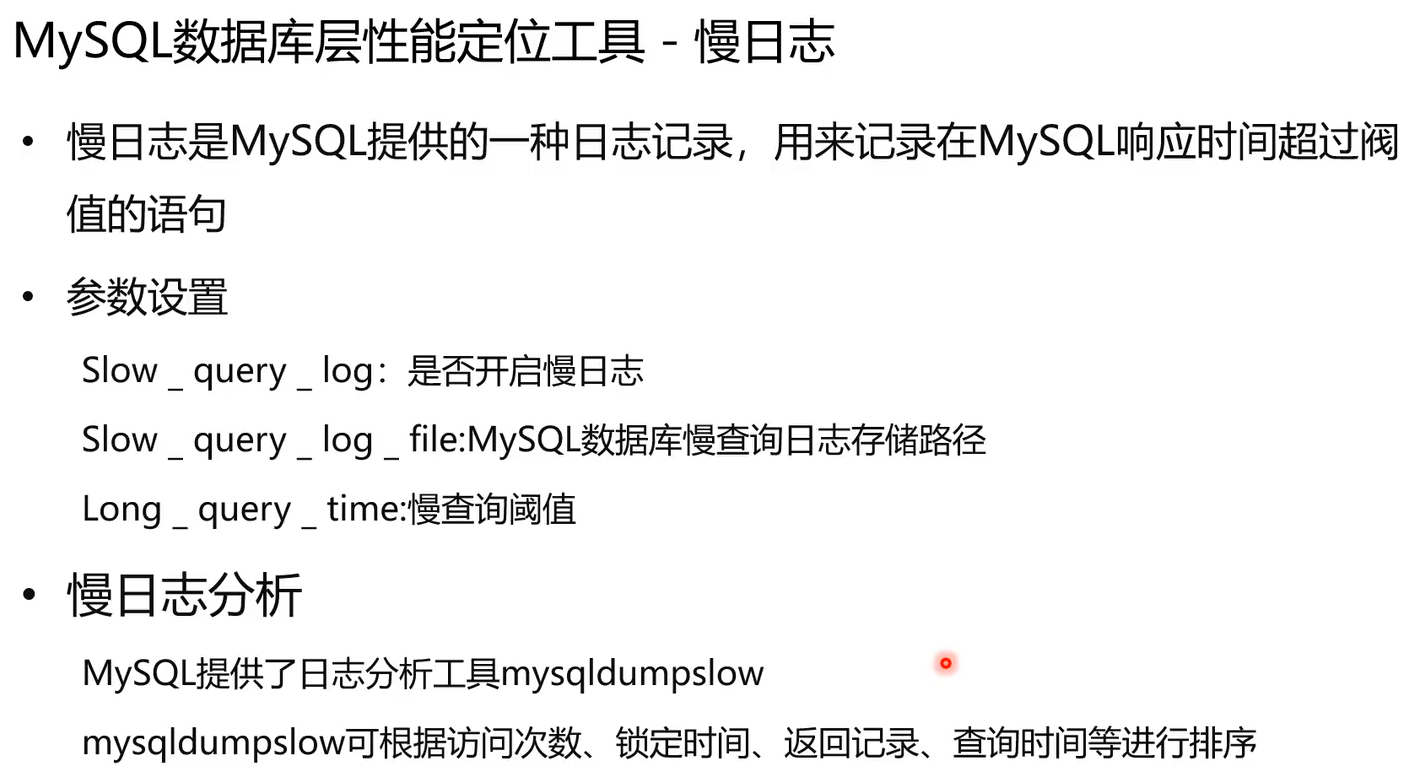 MySQL数据库层性能定位工具 - 慢日志
• 慢日志是MySQL提供的一种日志记录，用来记录在MySQL响应时间超过阀
值的语句
• 参数设置
Slow _ query _ log：是否开启慢日志
Slow _ query _ log _ file:MySQL数据库慢查询日志存储路径
Long _ query _ time:慢查询阈值
• 慢日志分析
MySQL提供了日志分析工具mysqldumpslow
mysqldumpslow可根据访问次数、锁定时间、返回记录、查询时间等进行排序